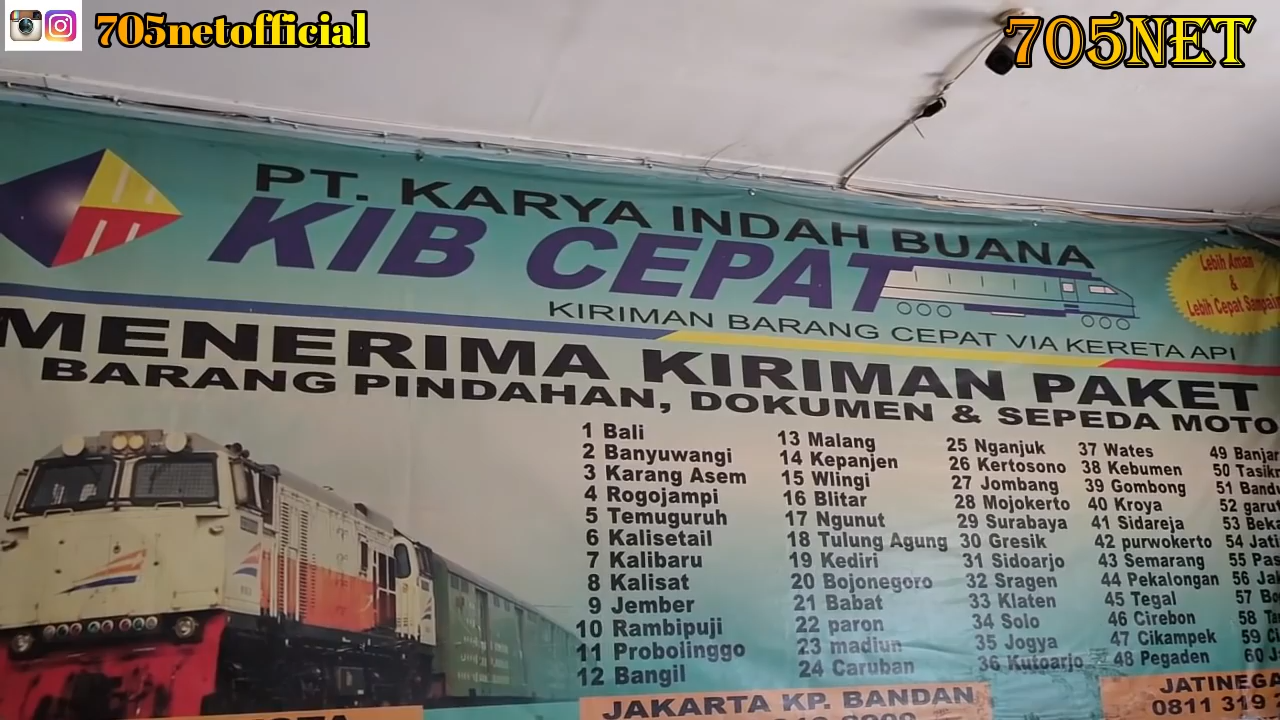 705netofficial
705NET
PT. KARYA INDAH BUANA
KIB CEPAT
KIRIMAN BARANG CEPAT VIA KERETA API
Lebih Aman
&
Lebih Cepat Sampai
MENERIMA KIRIMAN PAKET
BARANG PINDAHAN, DOKUMEN & SEPEDA MOTO
1 Bali
2 Banyuwangi
3 Karang Asem
4 Rogojampi
5 Temuguruh
6 Kalisetail
7 Kalibaru
8 Kalisat
9 Jember
10 Rambipuji
11 Probolinggo
12 Bangil
13 Malang
14 Kepanjen
15 Wlingi
16 Blitar
17 Ngunut
18 Tulung Agung
19 Kediri
20 Bojonegoro
21 Babat
22 paron
23 madiun
24 Caruban
25 Nganjuk
26 Kertosono
27 Jombang
28 Mojokerto
29 Surabaya
30 Gresik
31 Sidoarjo
32 Sragen
33 Klaten
34 Solo
35 Jogya
36 Kutoarjo
37 Wates
38 Kebumen
39 Gombong
40 Kroya
41 Sidareja
42 purwokerto
43 Semarang
44 Pekalongan
45 Tegal
46 Cirebon
47 Cikampek
48 Pegaden
49 Banjar
50 Tasik
51 Band
52 garut
53 Beka
54 Jati
55 Pas
56 Ja
57
58
59
60
JAKARTA KP. BANDAN
JATINEGA
0811 319